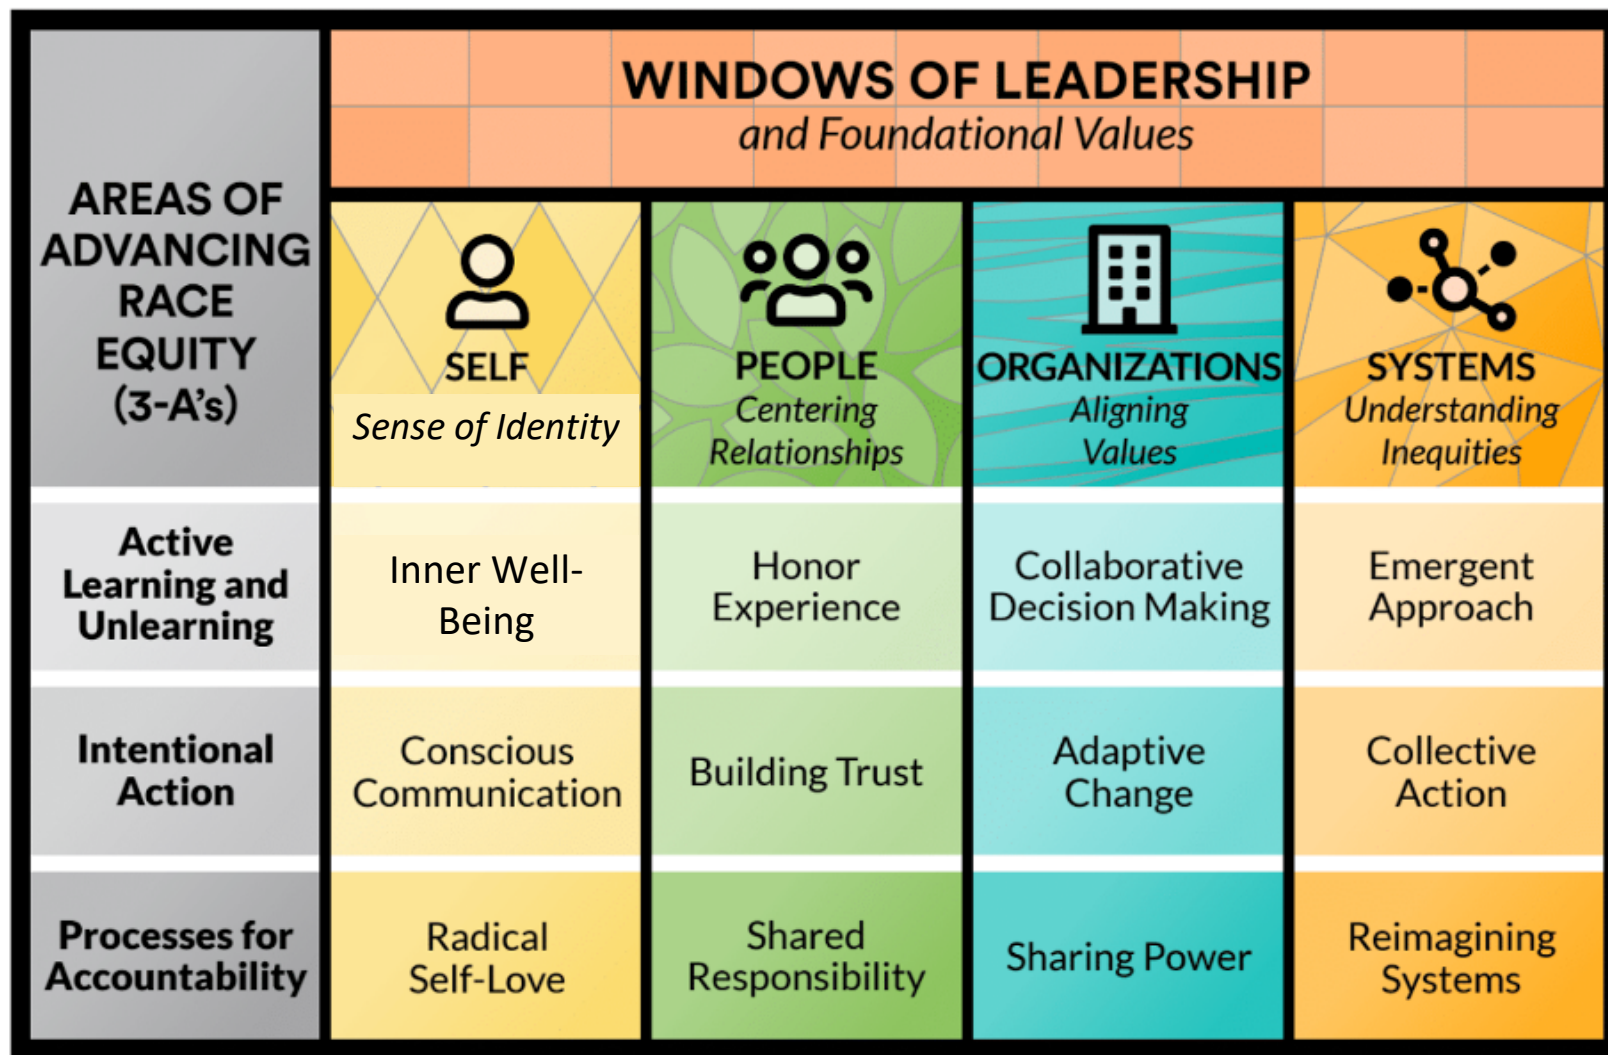 WINDOWS OF LEADERSHIP
and Foundational Values
AREAS OF
ADVANCING
RACE
EQUITY
(3-A's)
SELF
Sense of Identity
PEOPLE
Centering
Relationships
ORGANIZATIONS
Aligning
Values
SYSTEMS
Understanding
Inequities
Active
Learning and
Unlearning
Inner Well-
Being
Honor
Experience
Collaborative
Decision Making
Emergent
Approach
Intentional
Action
Conscious
Communication
Building Trust
Adaptive
Change
Collective
Action
Processes for
Accountability
Radical
Self-Love
Shared
Responsibility
Sharing Power
Reimagining
Systems